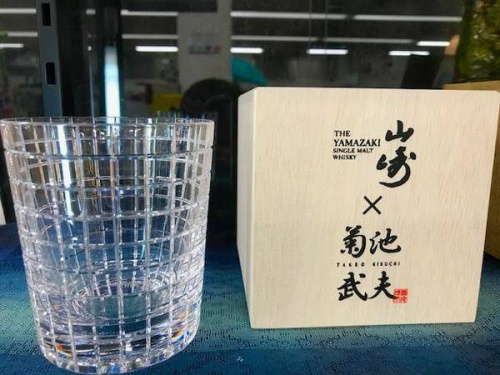 THE
YAMAZAKI
SINGLE MALT
WHISKY
山崎
×
菊池
TAKEO KIKUCHI
武夫